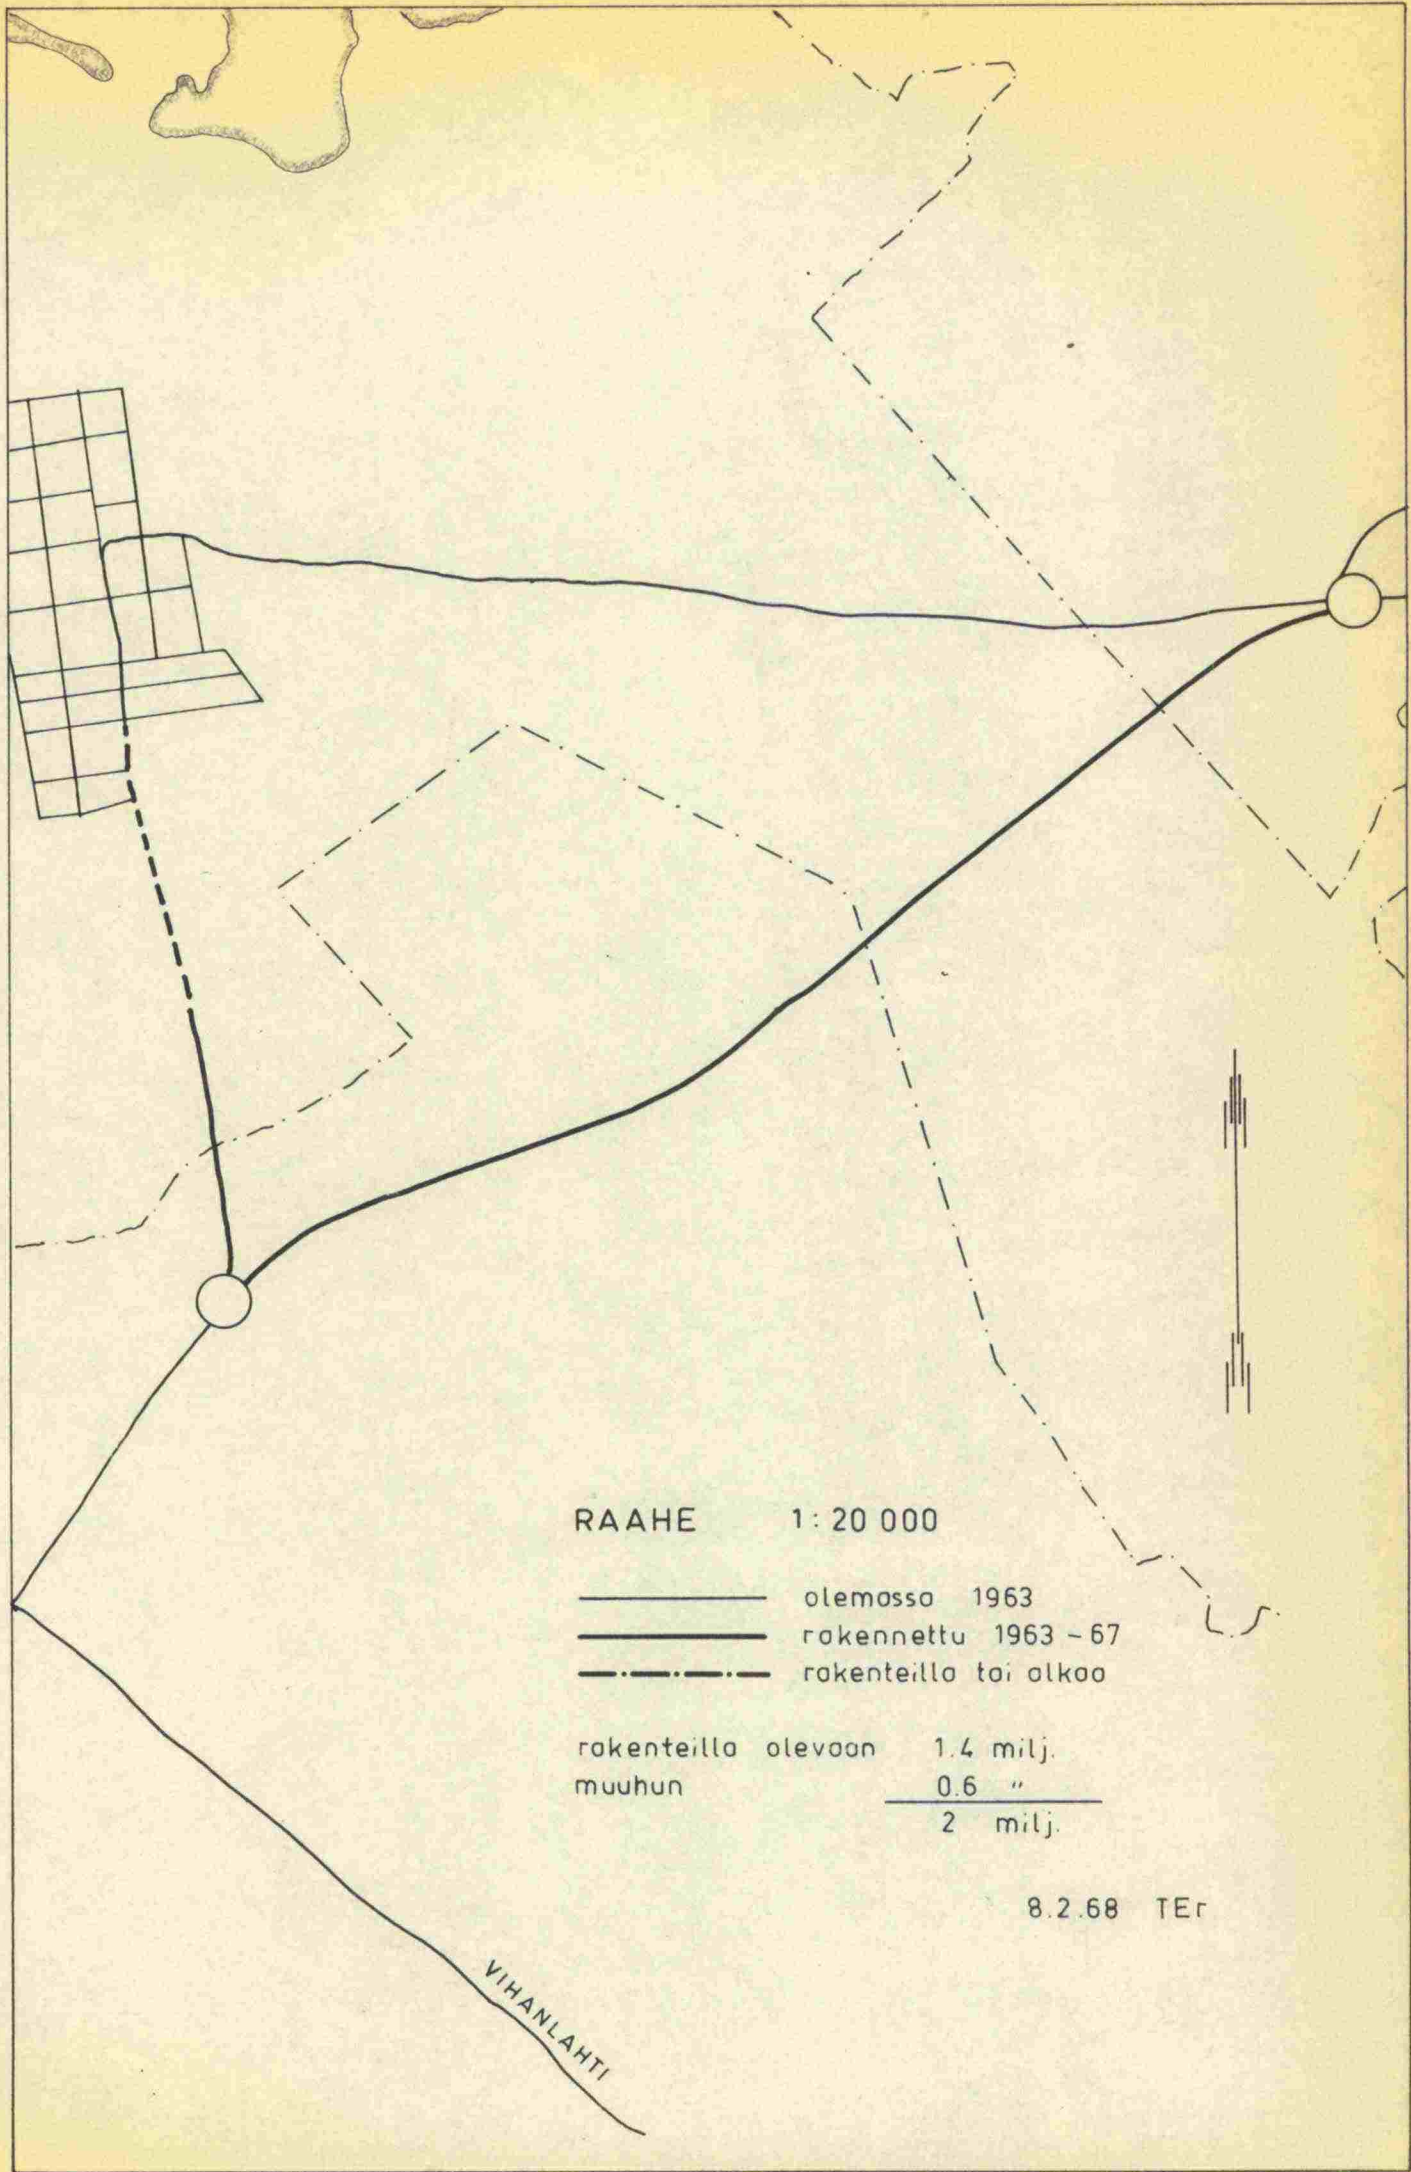 RAAHE 1:20 000
olemassa 1963
rakennettu 1963-67
rakenteilla tai alkaa
rakenteilla olevaan 1.4 milj.
muuhun 0.6 "
2 milj.
8.2.68 TEr
VIHANLAHTI